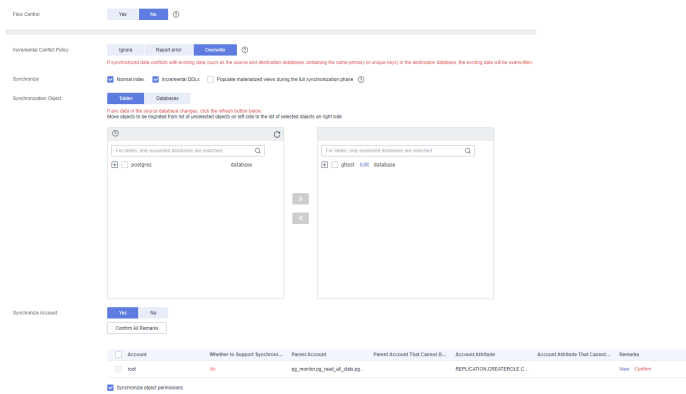 Flow Control
Yes No
Incremental Conflict Policy
Ignore Report error Overwrite
If synchronized data conflicts with existing data (such as the source and destination databases containing the same primary or unique keys) in the destination database, the existing data will be overwritten.
Synchronize
Normal index Incremental DDLs Populate materialized views during the full synchronization phase
Synchronization Object
Tables Databases
If any data in the source database changes, click the refresh button below.
Move objects to be migrated from list of unselected objects on left side to the list of selected objects on right side.
For tables, only expanded databases are searched.
For tables, only expanded databases are searched.
postgres database
gltest Edit database
Synchronize Account
Yes No
Confirm All Remarks
Account Whether to Support Synchroni... Parent Account Parent Account That Cannot B... Account Attribute Account Attribute That Cannot... Remarks
root No pg_monitor,pg_read_all_stats,pg... REPLICATION,CREATEROLE,C... View Confirm
Synchronize object permissions